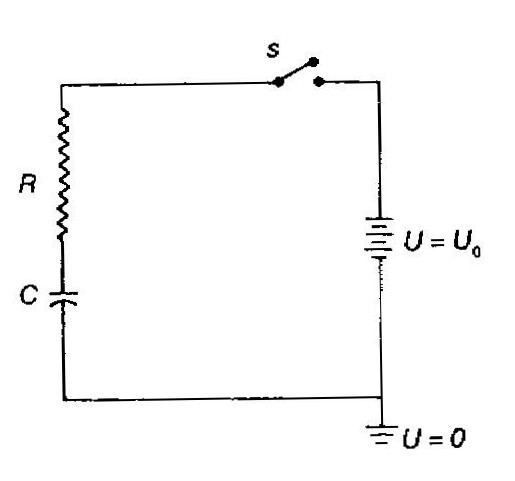 S
R
U = U₀
C
U = 0